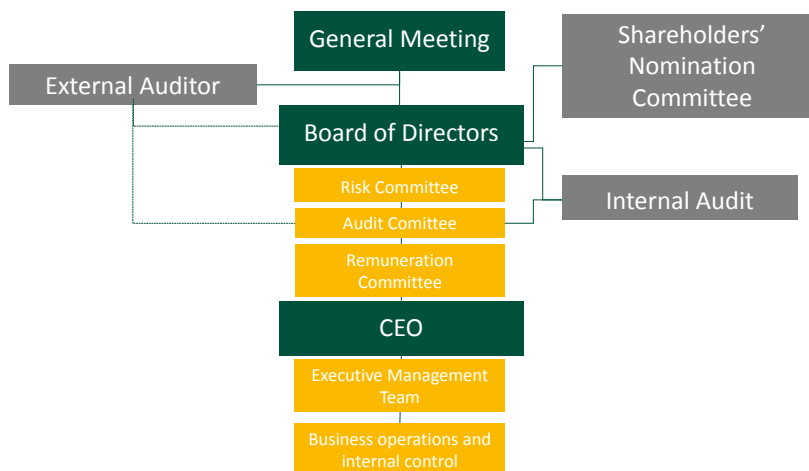 General Meeting
Shareholders’
Nomination
Committee
External Auditor
Board of Directors
Risk Committee
Audit Comittee
Internal Audit
Remuneration
Committee
CEO
Executive Management
Team
Business operations and
internal control